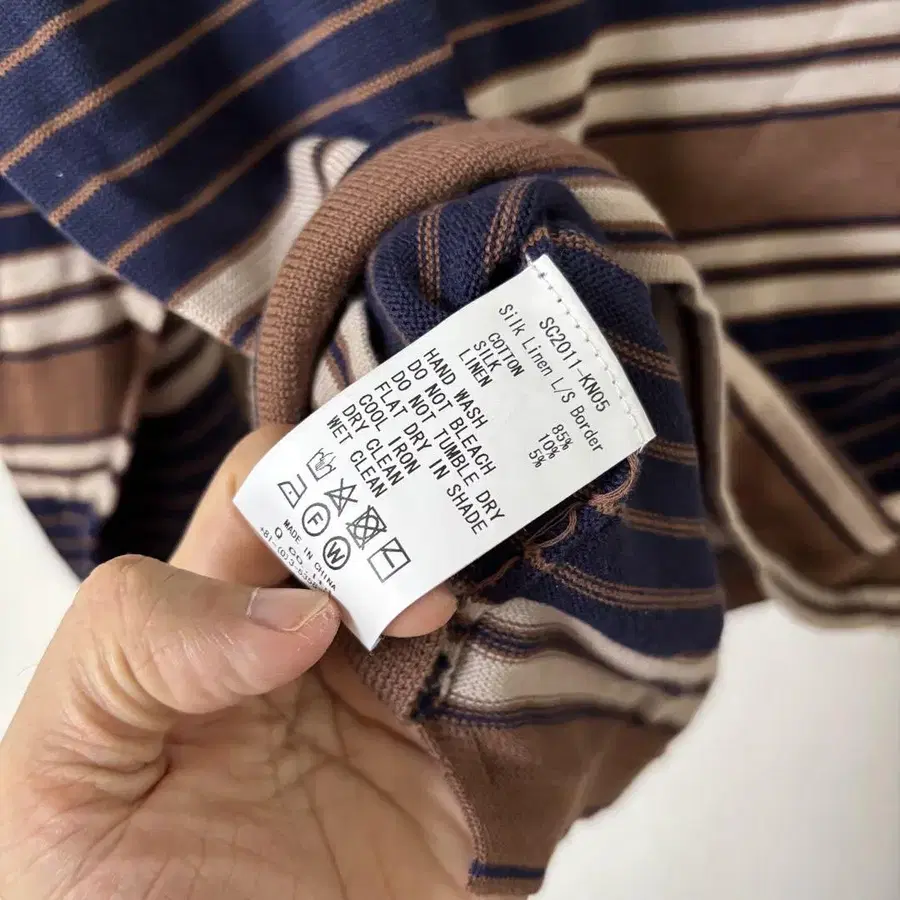 SC2011-KN05
Silk Linen L/S Border
COTTON 85%
SILK 10%
LINEN 5%
HAND WASH
DO NOT BLEACH
DO NOT TUMBLE DRY
FLAT DRY IN SHADE
COOL IRON
DRY CLEAN
WET CLEAN
F
W
MADE IN CHINA
Q CO.